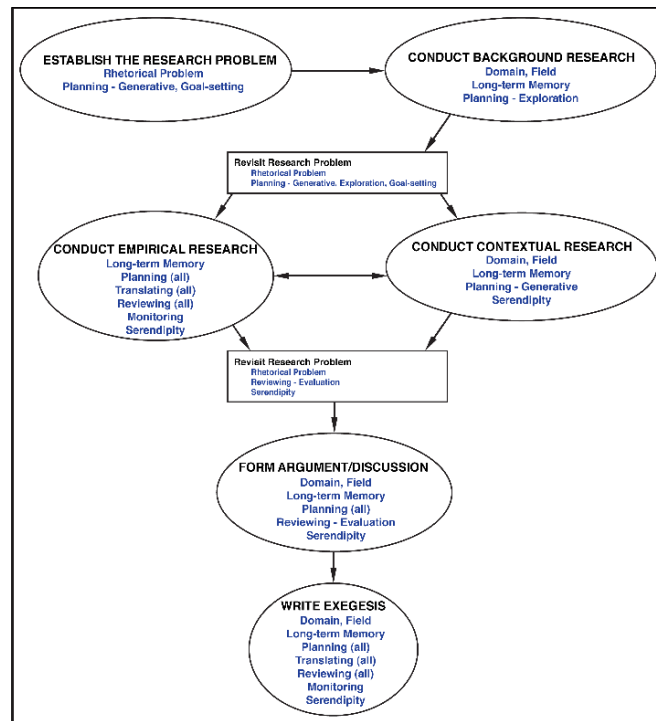 ESTABLISH THE RESEARCH PROBLEM
Rhetorical Problem
Planning - Generative, Goal-setting
CONDUCT BACKGROUND RESEARCH
Domain, Field
Long-term Memory
Planning - Exploration
Revisit Research Problem
Rhetorical Problem
Planning - Generative, Exploration, Goal-setting
CONDUCT EMPIRICAL RESEARCH
Long-term Memory
Planning (all)
Translating (all)
Reviewing (all)
Monitoring
Serendipity
CONDUCT CONTEXTUAL RESEARCH
Domain, Field
Long-term Memory
Planning - Generative
Serendipity
Revisit Research Problem
Rhetorical Problem
Reviewing - Evaluation
Serendipity
FORM ARGUMENT/DISCUSSION
Domain, Field
Long-term Memory
Planning (all)
Reviewing - Evaluation
Serendipity
WRITE EXEGESIS
Domain, Field
Long-term Memory
Planning (all)
Translating (all)
Reviewing (all)
Monitoring
Serendipity